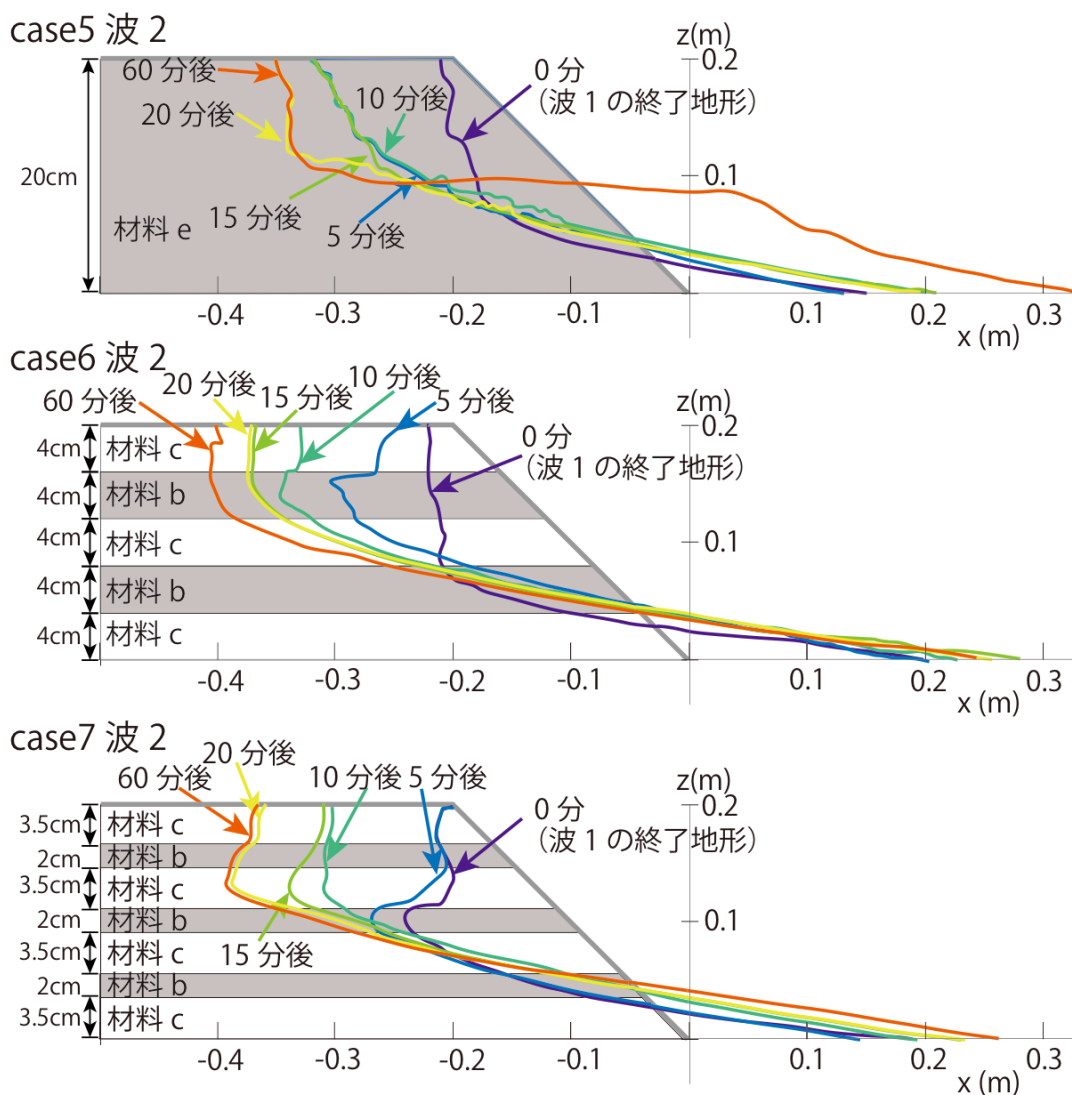 case5 波 2
z(m)
0.2
60 分後
0 分
(波 1 の終了地形)
10 分後
20 分後
0.1
20cm
15 分後
5 分後
材料 e
-0.4
-0.3
-0.2
-0.1
0.1
0.2
0.3
x (m)
case6 波 2
20 分後
15 分後
10 分後
5 分後
60 分後
z(m)
0.2
0 分
(波 1 の終了地形)
4cm
材料 c
4cm
材料 b
4cm
材料 c
0.1
4cm
材料 b
4cm
材料 c
-0.4
-0.3
-0.2
-0.1
0.1
0.2
0.3
x (m)
case7 波 2
20 分後
60 分後
10 分後
5 分後
z(m)
0.2
0 分
(波 1 の終了地形)
3.5cm
材料 c
2cm
材料 b
3.5cm
材料 c
2cm
材料 b
0.1
15 分後
3.5cm
材料 c
2cm
材料 b
3.5cm
材料 c
-0.4
-0.3
-0.2
-0.1
0.1
0.2
0.3
x (m)